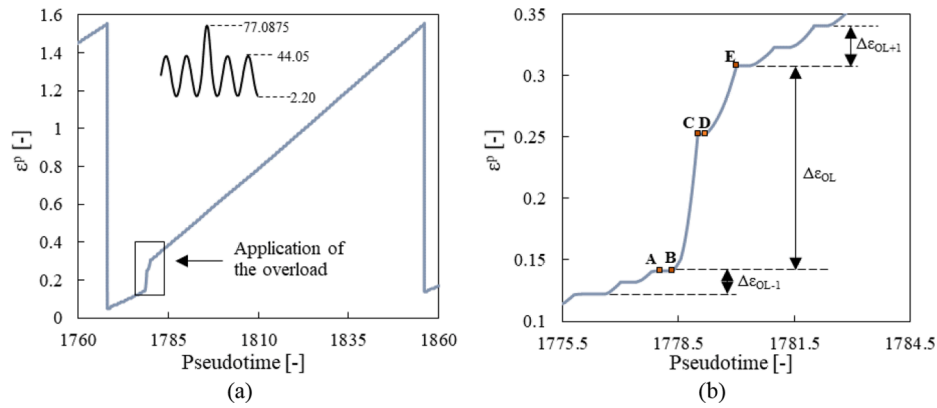 1.6
1.4
1.2
1
0.8
0.6
0.4
0.2
0
εᵖ [-]
77.0875
44.05
2.20
Application of
the overload
1760 1785 1810 1835 1860
Pseudotime [-]
(a)
0.35
0.3
0.25
0.2
0.15
0.1
εᵖ [-]
E
C D
A B
Δε_OL+1
Δε_OL
Δε_OL-1
1775.5 1778.5 1781.5 1784.5
Pseudotime [-]
(b)